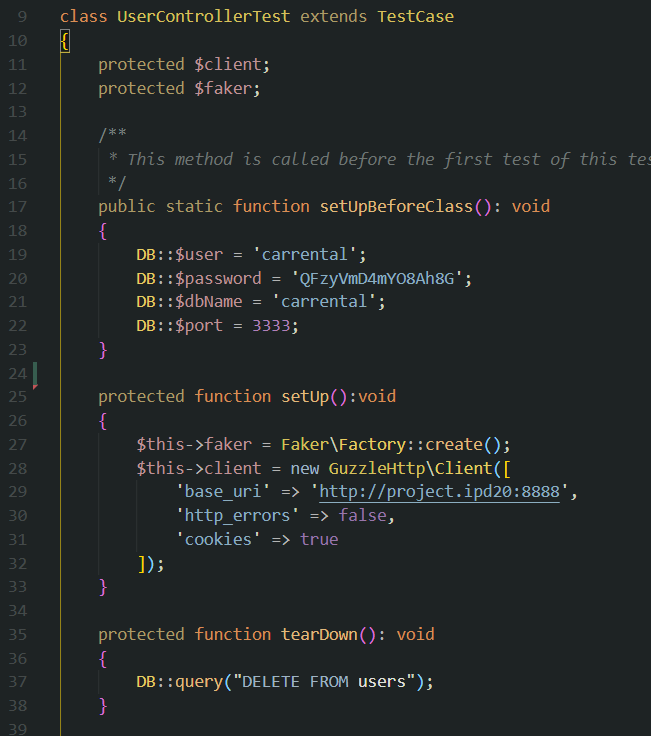 9 class UserControllerTest extends TestCase
10 {
11 protected $client;
12 protected $faker;
13
14 /**
15 * This method is called before the first test of this tes
16 */
17 public static function setUpBeforeClass(): void
18 {
19 DB::$user = 'carrental';
20 DB::$password = 'QFzyVmD4mYO8Ah8G';
21 DB::$dbName = 'carrental';
22 DB::$port = 3333;
23 }
24
25 protected function setUp():void
26 {
27 $this->faker = Faker\Factory::create();
28 $this->client = new GuzzleHttp\Client([
29 'base_uri' => 'http://project.ipd20:8888',
30 'http_errors' => false,
31 'cookies' => true
32 ]);
33 }
34
35 protected function tearDown(): void
36 {
37 DB::query("DELETE FROM users");
38 }
39